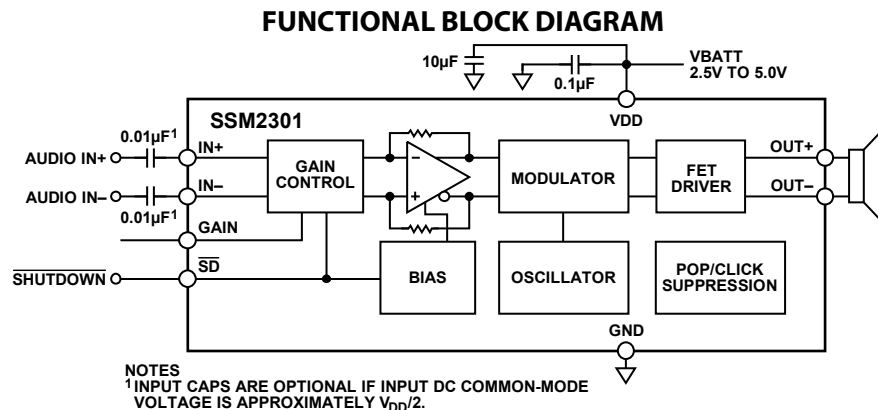 FUNCTIONAL BLOCK DIAGRAM
10µF
0.1µF
VBATT
2.5V TO 5.0V
VDD
SSM2301
0.01µF1
AUDIO IN+
IN+
AUDIO IN–
IN–
0.01µF1
GAIN
CONTROL
–
+
MODULATOR
FET
DRIVER
OUT+
OUT–
GAIN
SHUTDOWN
SD
BIAS
OSCILLATOR
POP/CLICK
SUPPRESSION
GND
NOTES
1 INPUT CAPS ARE OPTIONAL IF INPUT DC COMMON-MODE
VOLTAGE IS APPROXIMATELY VDD/2.